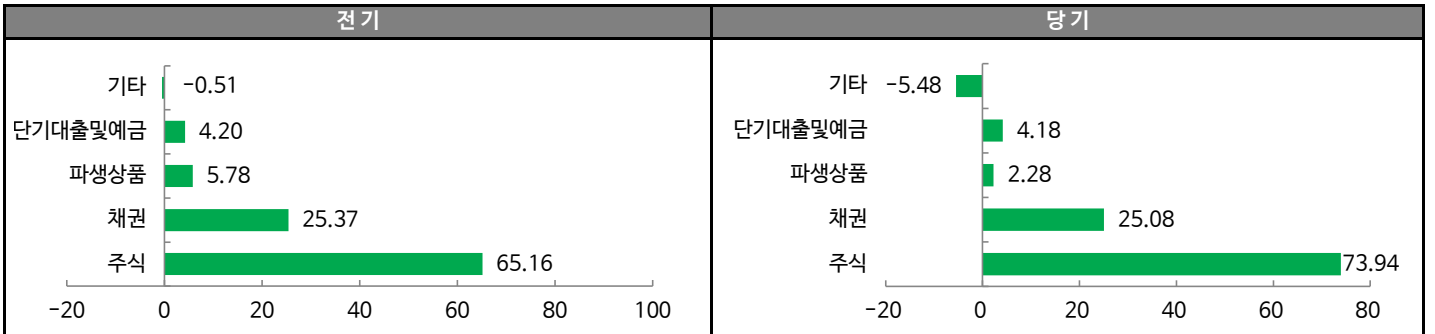 전 기
기타 -0.51
단기대출및예금 4.20
파생상품 5.78
채권 25.37
주식 65.16
-20 0 20 40 60 80 100
당 기
기타 -5.48
단기대출및예금 4.18
파생상품 2.28
채권 25.08
주식 73.94
-20 0 20 40 60 80